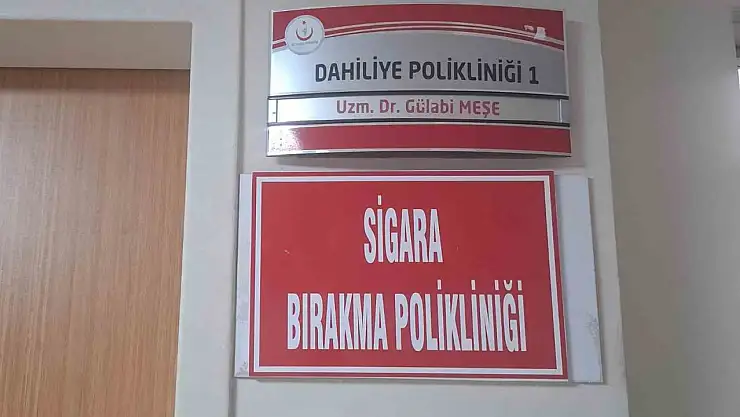 DAHİLİYE POLİKLİNİĞİ 1
Uzm. Dr. Gülabi MEŞE
SİGARA
BIRAKMA POLİKLİNİĞİ